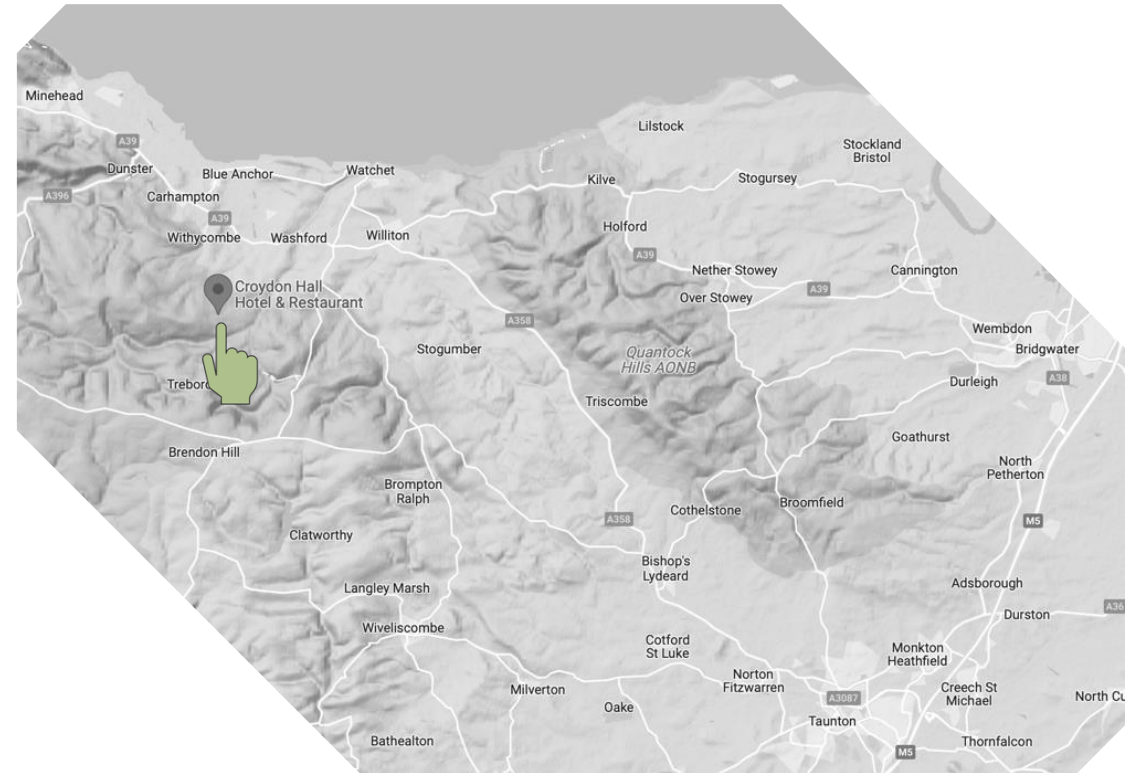 Minehead
A39
Dunster
Blue Anchor
Watchet
A396
Carhampton
A39
Withycombe
Washford
Williton
Lilstock
Stockland
Bristol
Kilve
Stogursey
Holford
A39
Nether Stowey
Cannington
Over Stowey
A39
Croydon Hall
Hotel & Restaurant
A358
Wembdon
Bridgwater
Stogumber
Quantock
Hills AONB
Durleigh
A38
Triscombe
Brendon Hill
Goathurst
North
Petherton
Brompton
Ralph
Cothelstone
Broomfield
A358
M5
Clatworthy
Bishop's
Lydeard
Langley Marsh
Adsborough
Wiveliscombe
Durston
Cotford
St Luke
Monkton
Heathfield
Milverton
Norton
Fitzwarren
Creech St
Michael
A3087
Oake
Taunton
Bathealton
M5
Thornfalcon